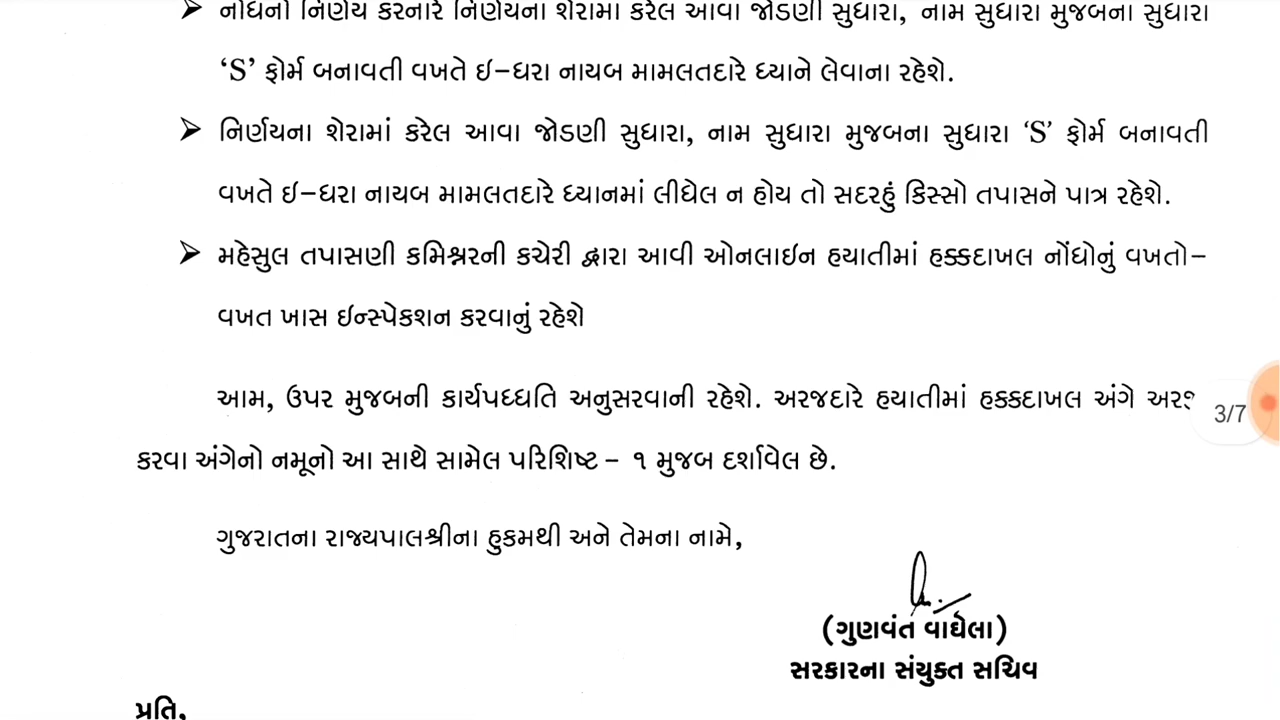 ➤ નોંધનો નિર્ણય કરનારે નિર્ણયના શેરામાં કરેલ આવા જોડણી સુધારા, નામ સુધારા મુજબના સુધારા
‘S’ ફોર્મ બનાવતી વખતે ઇ-ધરા નાયબ મામલતદારે ધ્યાને લેવાના રહેશે.
➤ નિર્ણયના શેરામાં કરેલ આવા જોડણી સુધારા, નામ સુધારા મુજબના સુધારા ‘S’ ફોર્મ બનાવતી
વખતે ઇ-ધરા નાયબ મામલતદારે ધ્યાનમાં લીધેલ ન હોય તો સદરહું કિસ્સો તપાસને પાત્ર રહેશે.
➤ મહેસુલ તપાસણી કમિશ્નરની કચેરી દ્વારા આવી ઓનલાઇન હયાતીમાં હક્કદાખલ નોંધોનું વખતો-
વખત ખાસ ઇન્સ્પેકશન કરવાનું રહેશે
આમ, ઉપર મુજબની કાર્યપધ્ધતિ અનુસરવાની રહેશે. અરજદારે હયાતીમાં હક્કદાખલ અંગે
3/7
કરવા અંગેનો નમૂનો આ સાથે સામેલ પરિશિષ્ટ - ૧ મુજબ દર્શાવેલ છે.
ગુજરાતના રાજ્યપાલશ્રીના હુકમથી અને તેમના નામે,
(ગુણવંત વાઘેલા)
સરકારના સંયુક્ત સચિવ
પ્રતિ,